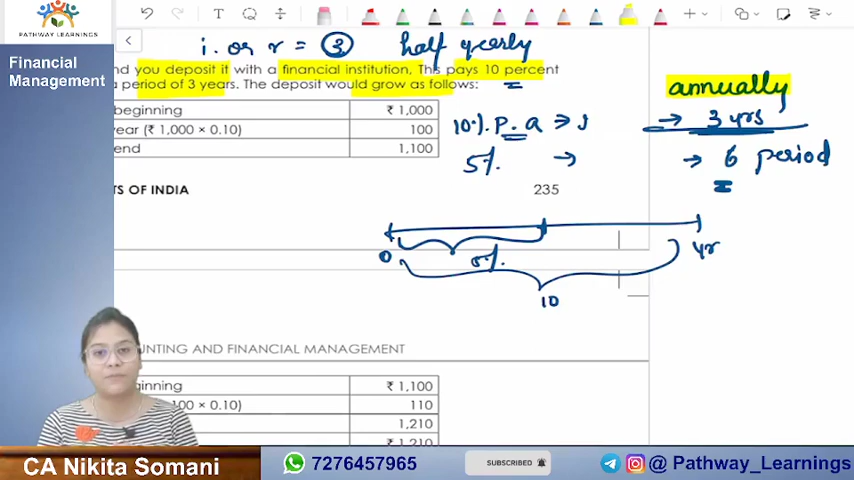 PATHWAY LEARNINGS
Financial
Management
i. or r = 3 half yearly
nd you deposit it with a financial institution, This pays 10 percent
a period of 3 years. The deposit would grow as follows:
beginning ₹ 1,000
year (₹ 1,000 × 0.10) 100
end 1,100
10% P.a ⇒
5% →
annually
→ 3 yrs
→ 6 period
TS OF INDIA 235
0 5% yr
10
UNTING AND FINANCIAL MANAGEMENT
ginning ₹ 1,100
100 × 0.10) 110
1,210
₹ 1,210
CA Nikita Somani 7276457965 SUBSCRIBED @ Pathway_Learnings